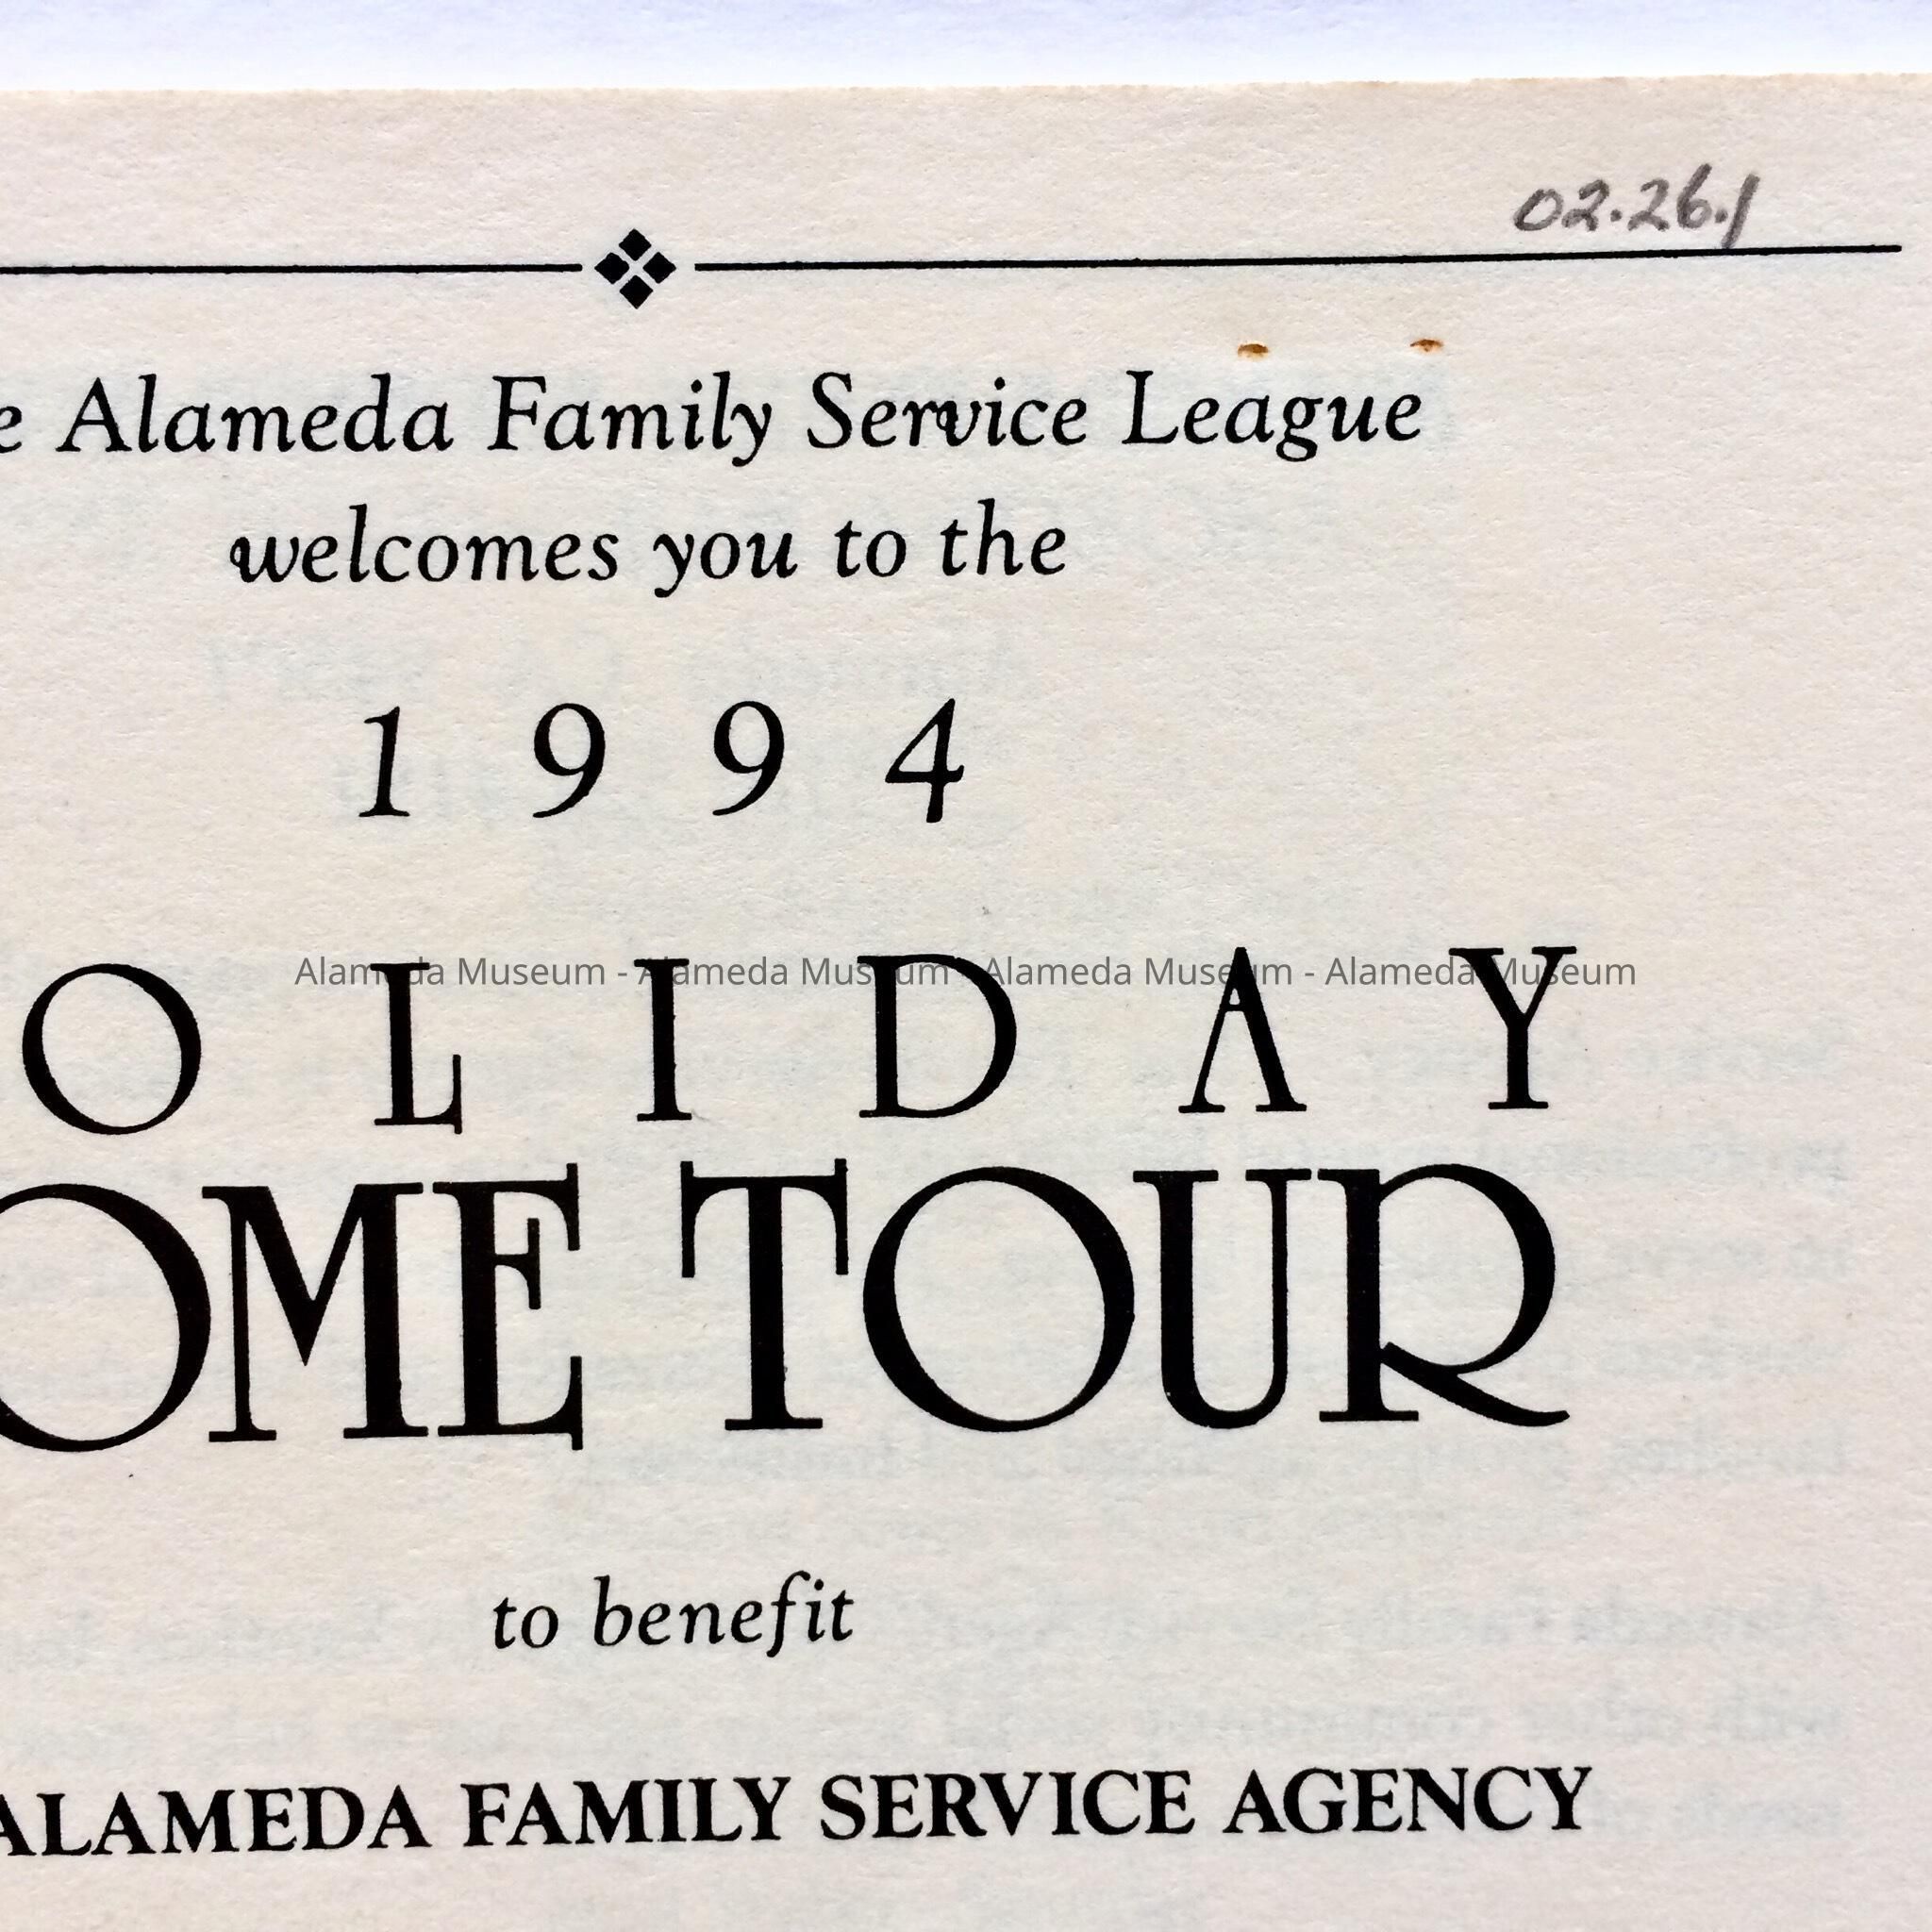 02.26.1
e Alameda Family Service League
welcomes you to the
1994
Alameda Museum - Alameda Museum - Alameda Museum - Alameda Museum
OLIDAY
OME TOUR
to benefit
ALAMEDA FAMILY SERVICE AGENCY